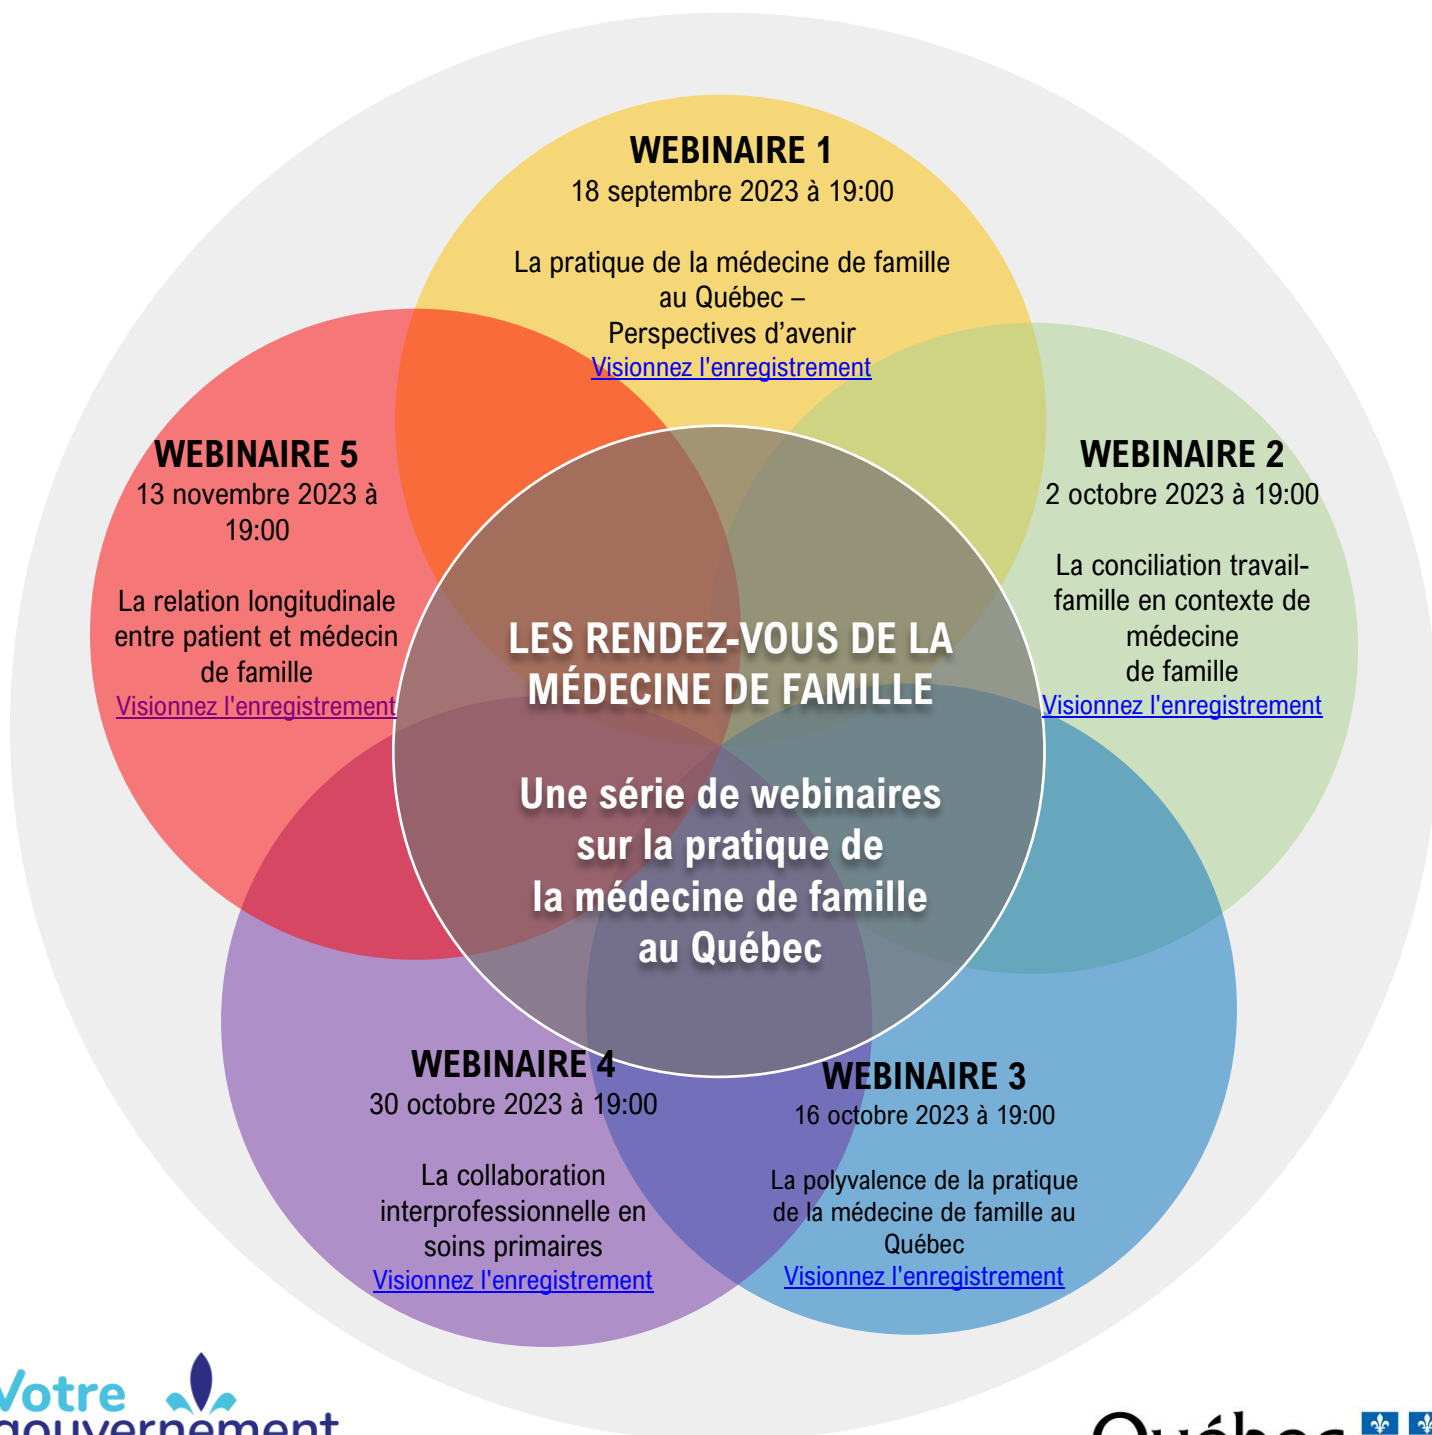 WEBINAIRE 1
18 septembre 2023 à 19:00
La pratique de la médecine de famille
au Québec –
Perspectives d’avenir
Visionnez l'enregistrement
WEBINAIRE 5
13 novembre 2023 à
19:00
La relation longitudinale
entre patient et médecin
de famille
Visionnez l'enregistrement
WEBINAIRE 2
2 octobre 2023 à 19:00
La conciliation travail-
famille en contexte de
médecine
de famille
Visionnez l'enregistrement
LES RENDEZ-VOUS DE LA
MÉDECINE DE FAMILLE
Une série de webinaires
sur la pratique de
la médecine de famille
au Québec
WEBINAIRE 4
30 octobre 2023 à 19:00
La collaboration
interprofessionnelle en
soins primaires
Visionnez l'enregistrement
WEBINAIRE 3
16 octobre 2023 à 19:00
La polyvalence de la pratique
de la médecine de famille au
Québec
Visionnez l'enregistrement
Votre
gouvernement
Québec